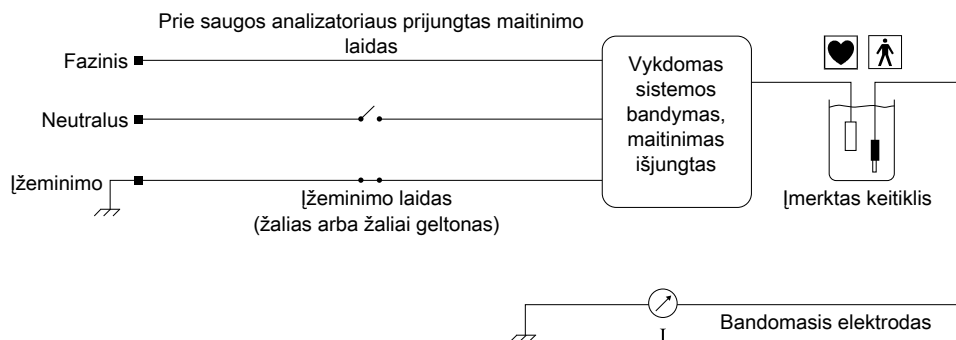 Prie saugos analizatoriaus prijungtas maitinimo
laidas
Fazinis
Neutralus
Įžeminimo
Įžeminimo laidas
(žalias arba žaliai geltonas)
Vykdomas
sistemos
bandymas,
maitinimas
išjungtas
Įmerktas keitiklis
Bandomasis elektrodas
I